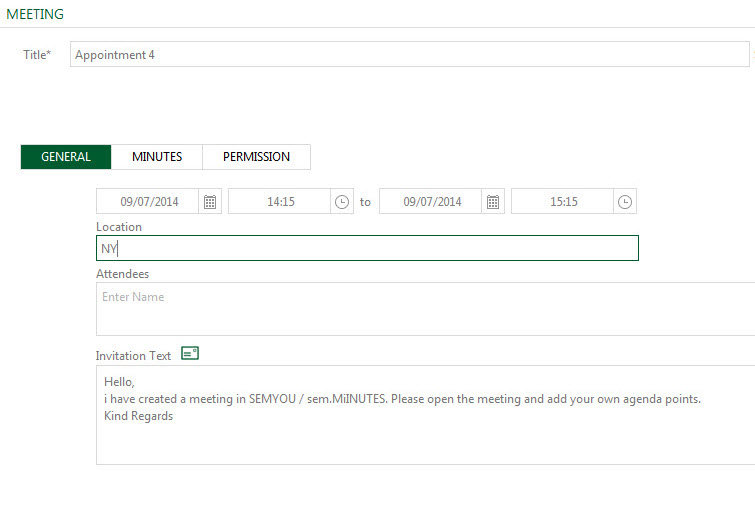 MEETING
Title* Appointment 4
GENERAL MINUTES PERMISSION
09/07/2014 14:15 to 09/07/2014 15:15
Location
NY
Attendees
Enter Name
Invitation Text
Hello,
i have created a meeting in SEMYOU / sem.MiINUTES. Please open the meeting and add your own agenda points.
Kind Regards